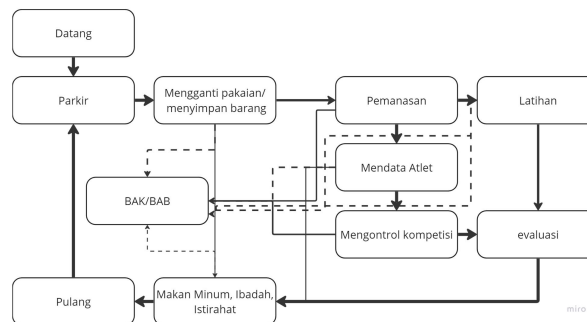 Datang
Parkir
Mengganti pakaian/
menyimpan barang
Pemanasan
Latihan
Mendata Atlet
BAK/BAB
Mengontrol kompetisi
evaluasi
Pulang
Makan Minum, Ibadah,
Istirahat
miro